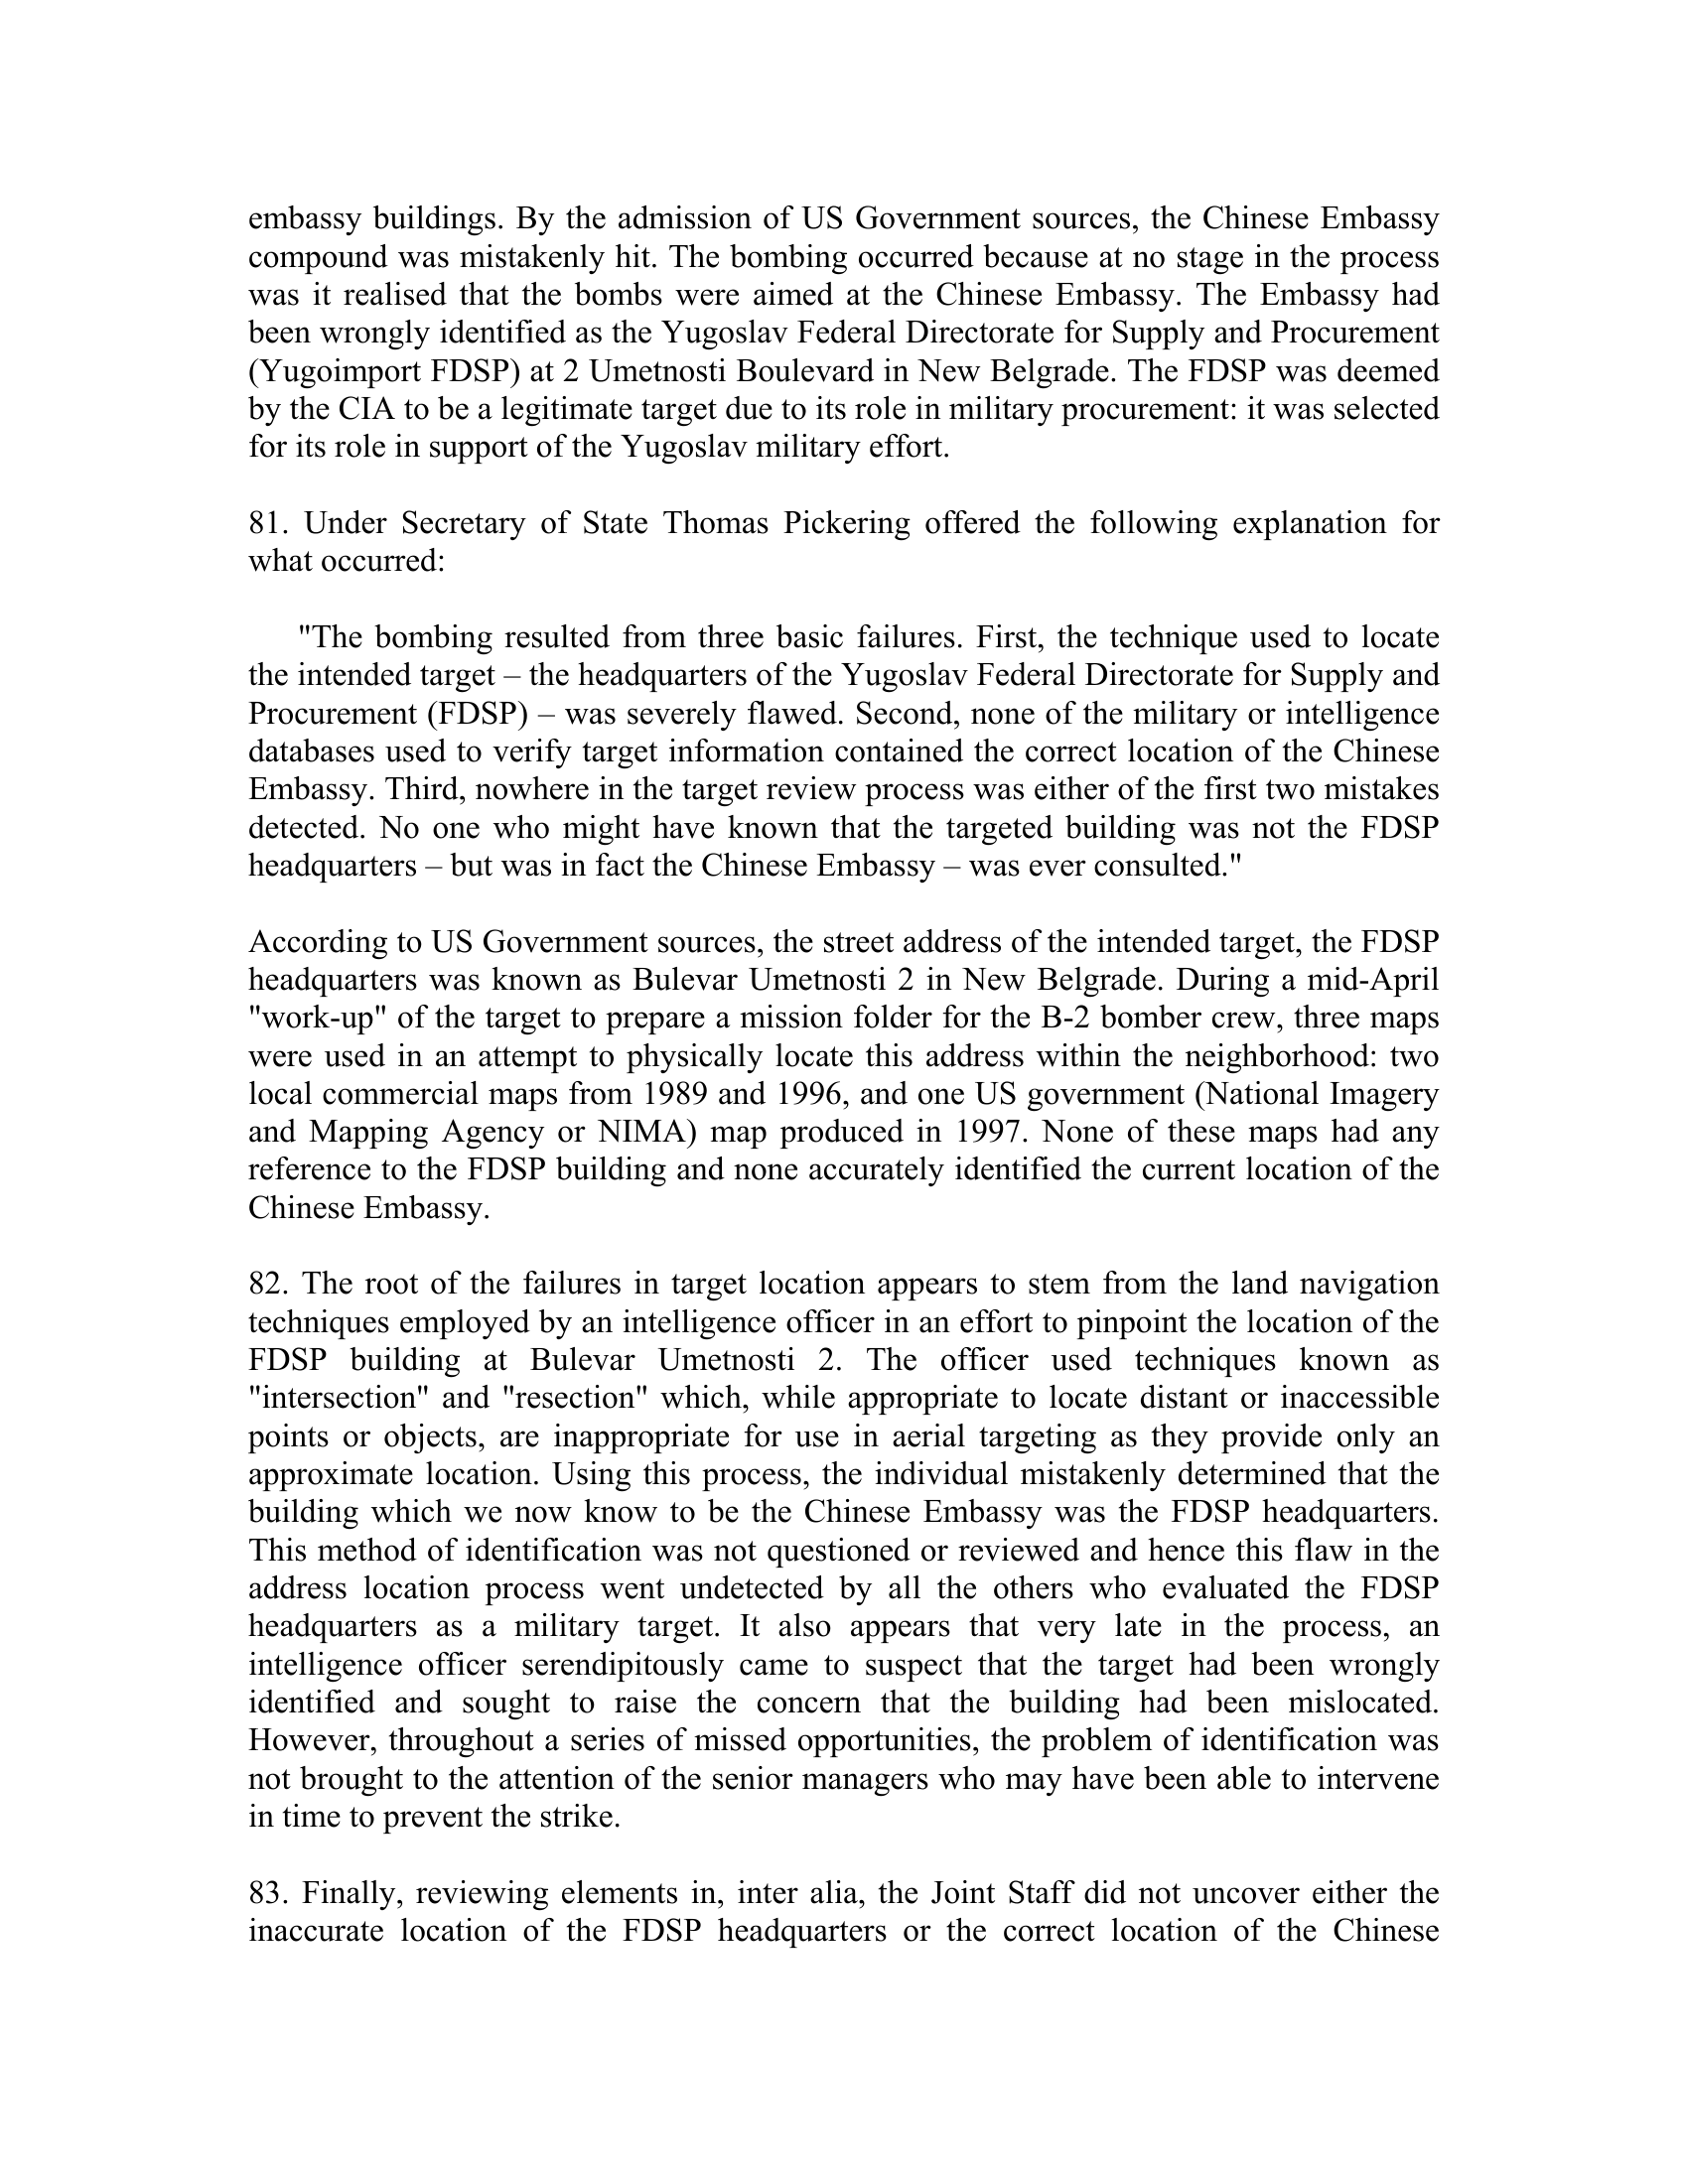 embassy buildings. By the admission of US Government sources, the Chinese Embassy
compound was mistakenly hit. The bombing occurred because at no stage in the process
was it realised that the bombs were aimed at the Chinese Embassy. The Embassy had
been wrongly identified as the Yugoslav Federal Directorate for Supply and Procurement
(Yugoimport FDSP) at 2 Umetnosti Boulevard in New Belgrade. The FDSP was deemed
by the CIA to be a legitimate target due to its role in military procurement: it was selected
for its role in support of the Yugoslav military effort.
81. Under Secretary of State Thomas Pickering offered the following explanation for
what occurred:
"The bombing resulted from three basic failures. First, the technique used to locate
the intended target – the headquarters of the Yugoslav Federal Directorate for Supply and
Procurement (FDSP) – was severely flawed. Second, none of the military or intelligence
databases used to verify target information contained the correct location of the Chinese
Embassy. Third, nowhere in the target review process was either of the first two mistakes
detected. No one who might have known that the targeted building was not the FDSP
headquarters – but was in fact the Chinese Embassy – was ever consulted."
According to US Government sources, the street address of the intended target, the FDSP
headquarters was known as Bulevar Umetnosti 2 in New Belgrade. During a mid-April
"work-up" of the target to prepare a mission folder for the B-2 bomber crew, three maps
were used in an attempt to physically locate this address within the neighborhood: two
local commercial maps from 1989 and 1996, and one US government (National Imagery
and Mapping Agency or NIMA) map produced in 1997. None of these maps had any
reference to the FDSP building and none accurately identified the current location of the
Chinese Embassy.
82. The root of the failures in target location appears to stem from the land navigation
techniques employed by an intelligence officer in an effort to pinpoint the location of the
FDSP building at Bulevar Umetnosti 2. The officer used techniques known as
"intersection" and "resection" which, while appropriate to locate distant or inaccessible
points or objects, are inappropriate for use in aerial targeting as they provide only an
approximate location. Using this process, the individual mistakenly determined that the
building which we now know to be the Chinese Embassy was the FDSP headquarters.
This method of identification was not questioned or reviewed and hence this flaw in the
address location process went undetected by all the others who evaluated the FDSP
headquarters as a military target. It also appears that very late in the process, an
intelligence officer serendipitously came to suspect that the target had been wrongly
identified and sought to raise the concern that the building had been mislocated.
However, throughout a series of missed opportunities, the problem of identification was
not brought to the attention of the senior managers who may have been able to intervene
in time to prevent the strike.
83. Finally, reviewing elements in, inter alia, the Joint Staff did not uncover either the
inaccurate location of the FDSP headquarters or the correct location of the Chinese